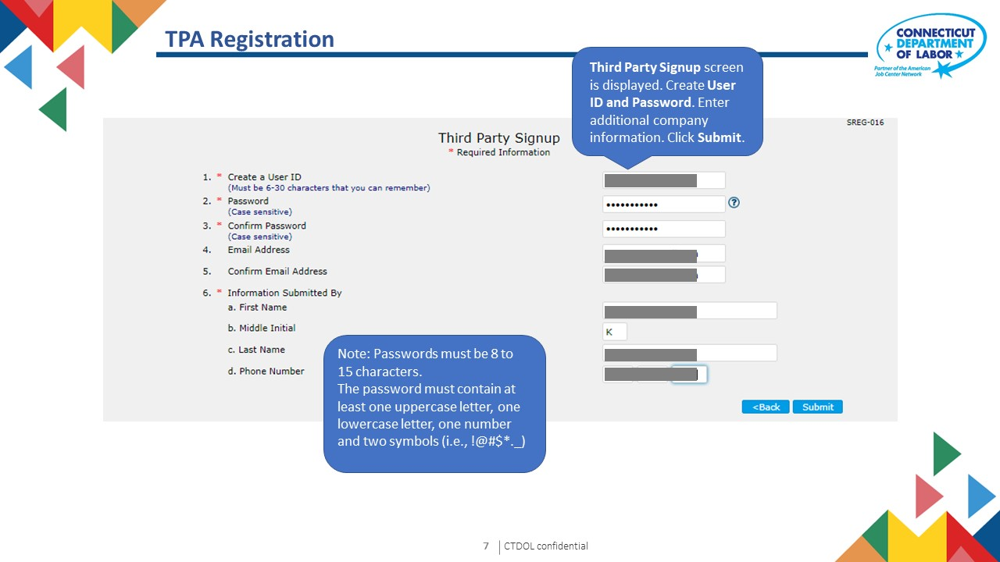 TPA Registration
CONNECTICUT
DEPARTMENT
OF LABOR
Partner of the American
Job Center Network
Third Party Signup screen
is displayed. Create User
ID and Password. Enter
additional company
information. Click Submit.
SREG-016
Third Party Signup
* Required Information
1. * Create a User ID
(Must be 6-30 characters that you can remember)
2. * Password
(Case sensitive)
•••••••••••
?
3. * Confirm Password
(Case sensitive)
•••••••••••
4. Email Address
5. Confirm Email Address
6. * Information Submitted By
a. First Name
b. Middle Initial
K
c. Last Name
d. Phone Number
Note: Passwords must be 8 to
15 characters.
The password must contain at
least one uppercase letter, one
lowercase letter, one number
and two symbols (i.e., !@#$*._)
<Back Submit
7 CTDOL confidential